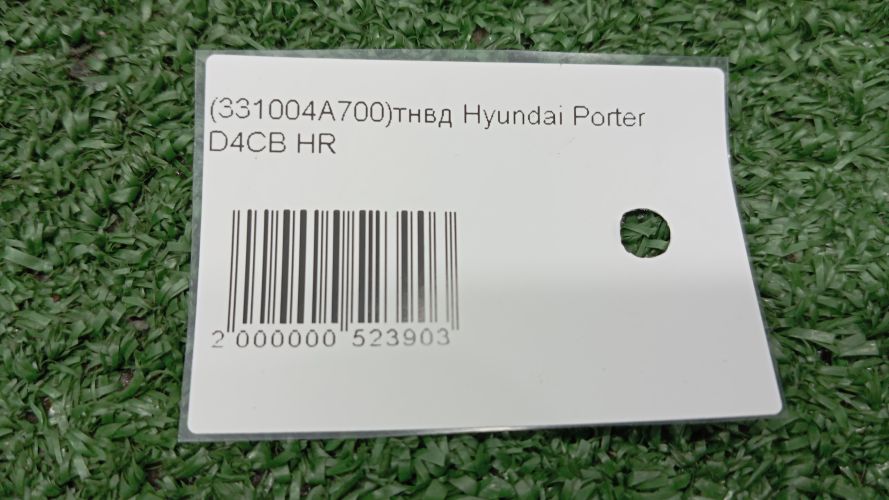 (331004A700)тнвд Hyundai Porter
D4CB HR
2 000000 523903